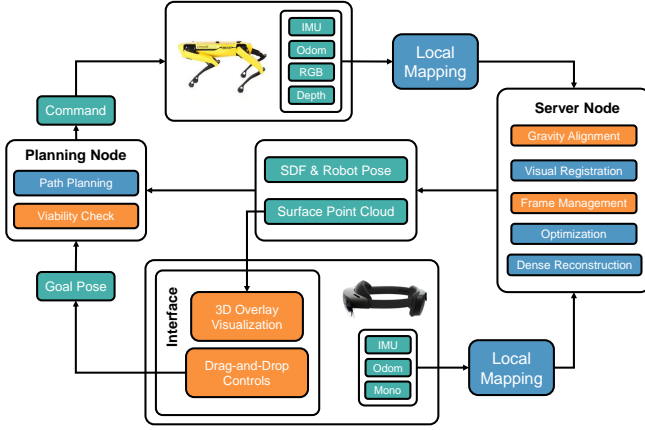 IMU
Odom
RGB
Depth
Local
Mapping
Command
Server Node
Gravity Alignment
Visual Registration
Frame Management
Optimization
Dense Reconstruction
Planning Node
Path Planning
Viability Check
SDF & Robot Pose
Surface Point Cloud
Goal Pose
Interface
3D Overlay
Visualization
Drag-and-Drop
Controls
IMU
Odom
Mono
Local
Mapping